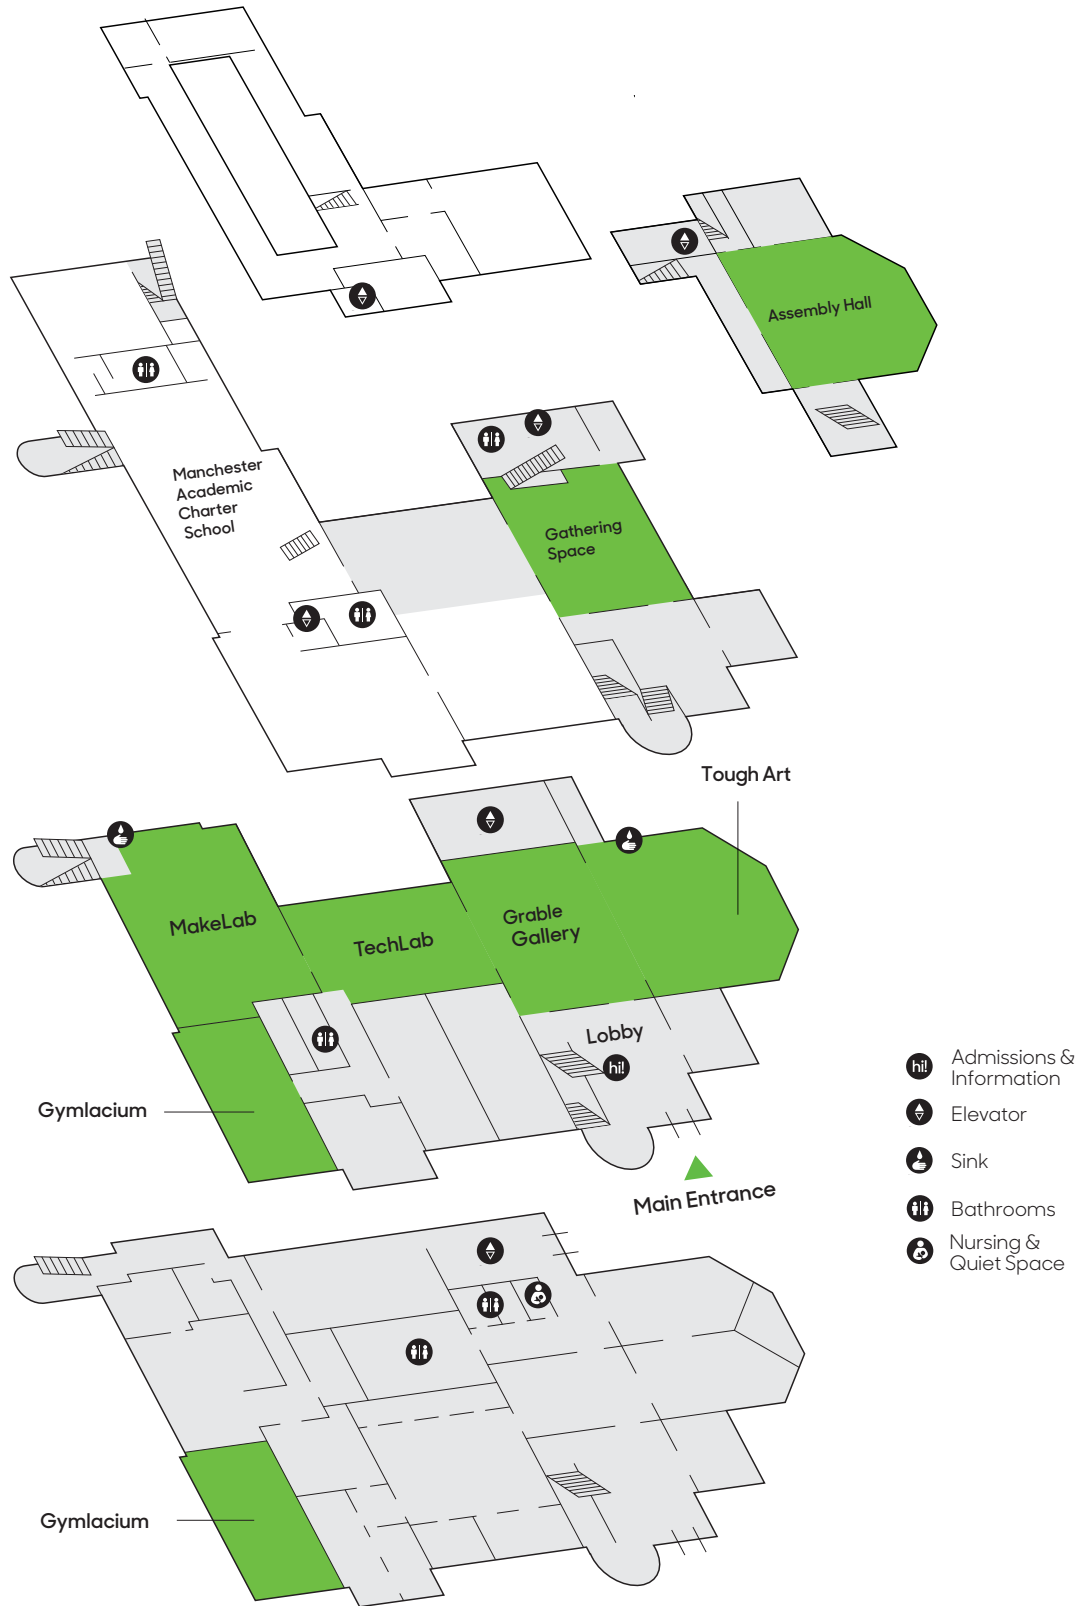 Assembly Hall
Manchester
Academic
Charter
School
Gathering
Space
Tough Art
MakeLab
TechLab
Grable
Gallery
Lobby
hi!
Gymlacium
Main Entrance
hi! Admissions &
Information
Elevator
Sink
Bathrooms
Nursing &
Quiet Space
Gymlacium